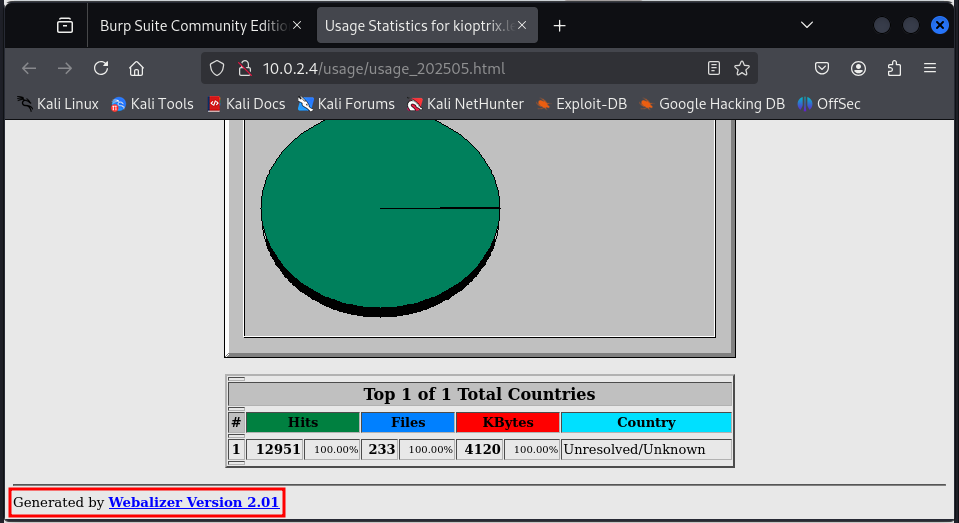 Burp Suite Community Editio
Usage Statistics for kioptrix.le
10.0.2.4/usage/usage_202505.html
Kali Linux Kali Tools Kali Docs Kali Forums Kali NetHunter Exploit-DB Google Hacking DB OffSec
Top 1 of 1 Total Countries
# Hits Files KBytes Country
1 12951 100.00% 233 100.00% 4120 100.00% Unresolved/Unknown
Generated by Webalizer Version 2.01